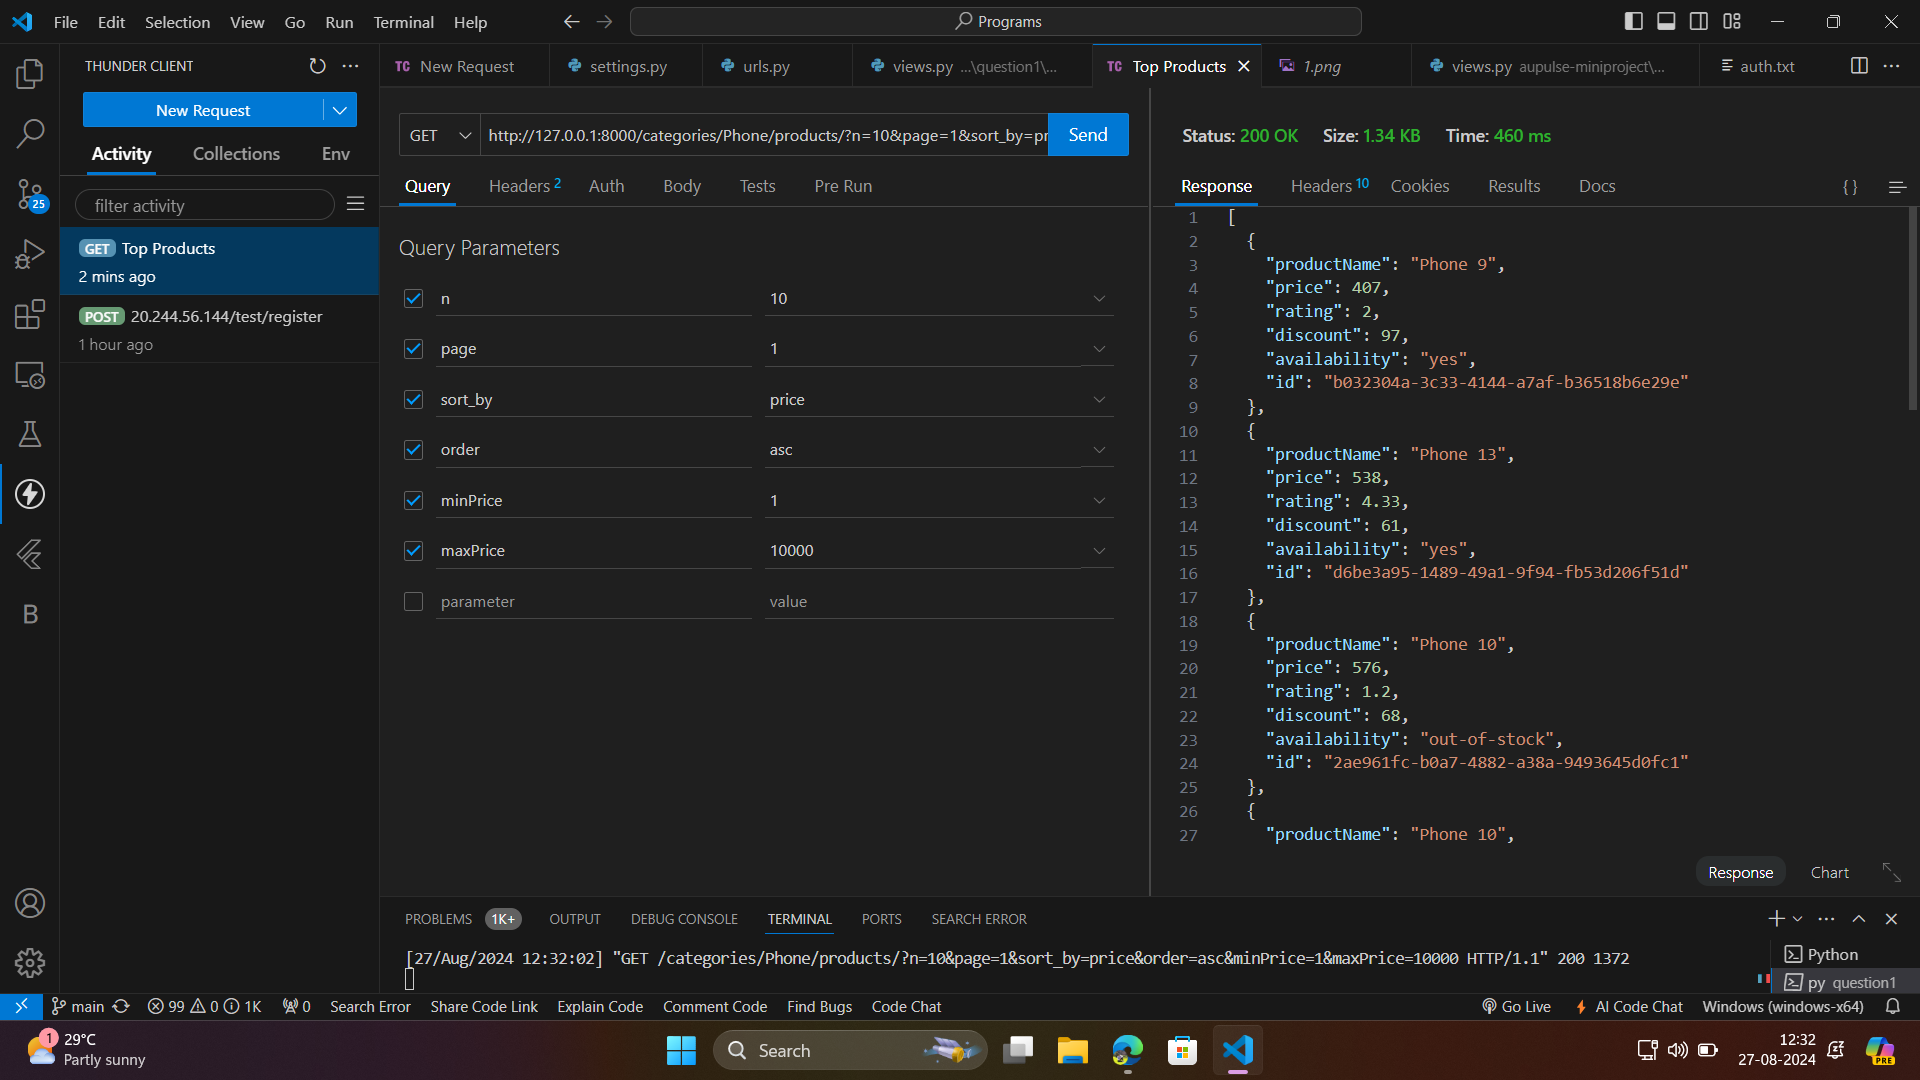 File Edit Selection View Go Run Terminal Help
Programs
THUNDER CLIENT
New Request
Activity Collections Env
filter activity
GET Top Products
2 mins ago
POST 20.244.56.144/test/register
1 hour ago
25
B
TC New Request
settings.py
urls.py
views.py ...\question1\...
TC Top Products
1.png
views.py aupulse-miniproject\...
auth.txt
GET http://127.0.0.1:8000/categories/Phone/products/?n=10&page=1&sort_by=pr Send
Query Headers 2 Auth Body Tests Pre Run
Query Parameters
n 10
page 1
sort_by price
order asc
minPrice 1
maxPrice 10000
parameter value
Status: 200 OK Size: 1.34 KB Time: 460 ms
Response Headers 10 Cookies Results Docs { }
1 [
2 {
3 "productName": "Phone 9",
4 "price": 407,
5 "rating": 2,
6 "discount": 97,
7 "availability": "yes",
8 "id": "b032304a-3c33-4144-a7af-b36518b6e29e"
9 },
10 {
11 "productName": "Phone 13",
12 "price": 538,
13 "rating": 4.33,
14 "discount": 61,
15 "availability": "yes",
16 "id": "d6be3a95-1489-49a1-9f94-fb53d206f51d"
17 },
18 {
19 "productName": "Phone 10",
20 "price": 576,
21 "rating": 1.2,
22 "discount": 68,
23 "availability": "out-of-stock",
24 "id": "2ae961fc-b0a7-4882-a38a-9493645d0fc1"
25 },
26 {
27 "productName": "Phone 10",
Response Chart
PROBLEMS 1K+ OUTPUT DEBUG CONSOLE TERMINAL PORTS SEARCH ERROR
[27/Aug/2024 12:32:02] "GET /categories/Phone/products/?n=10&page=1&sort_by=price&order=asc&minPrice=1&maxPrice=10000 HTTP/1.1" 200 1372
Python
py question1
main 99 0 1K 0 Search Error Share Code Link Explain Code Comment Code Find Bugs Code Chat Go Live AI Code Chat Windows (windows-x64)
1
29°C
Partly sunny
Search
12:32
27-08-2024
PRE